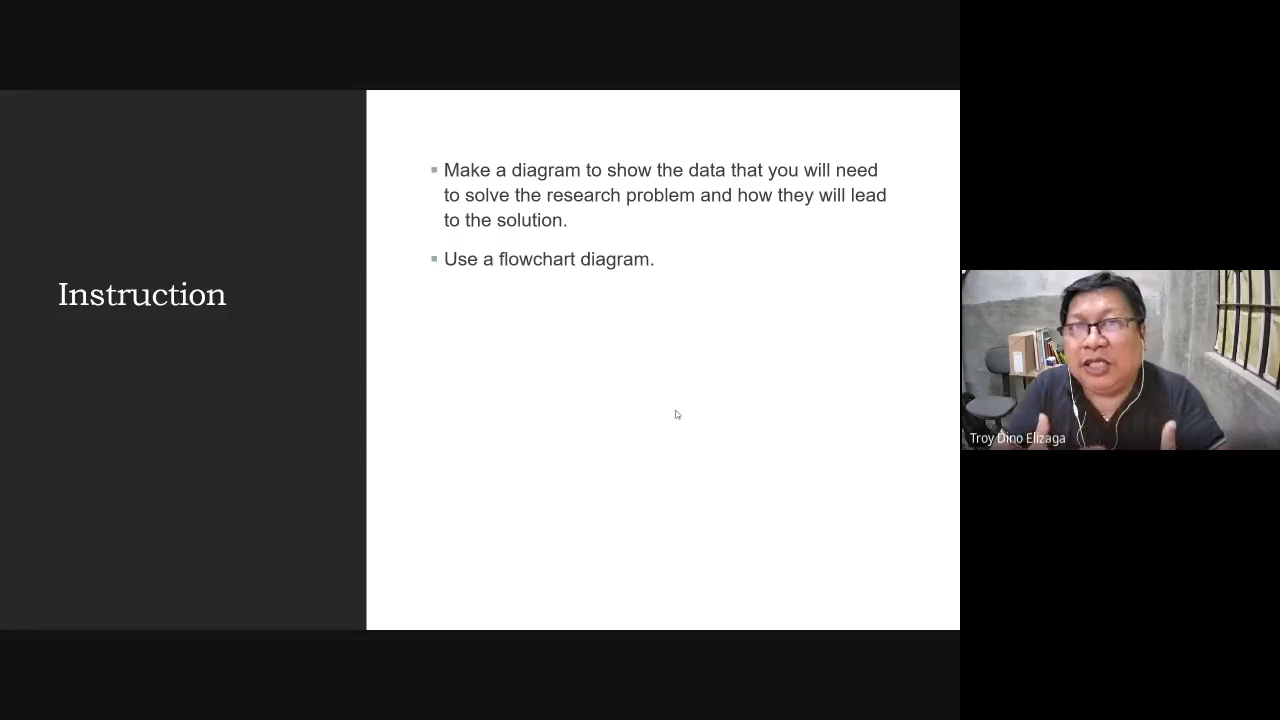 Instruction
Make a diagram to show the data that you will need
to solve the research problem and how they will lead
to the solution.
Use a flowchart diagram.
Troy Dino Elizaga